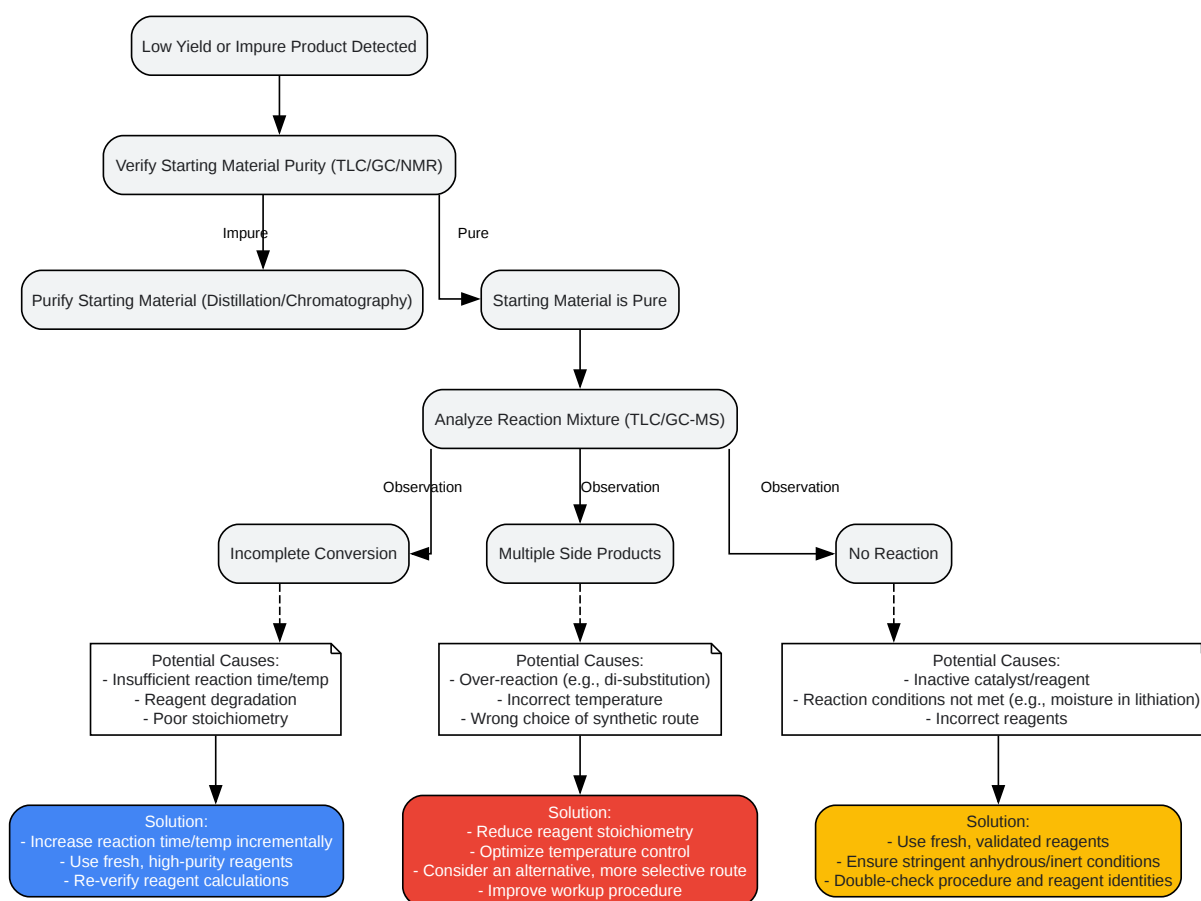 Low Yield or Impure Product Detected
Verify Starting Material Purity (TLC/GC/NMR)
Impure
Pure
Purify Starting Material (Distillation/Chromatography)
Starting Material is Pure
Analyze Reaction Mixture (TLC/GC-MS)
Observation
Observation
Observation
Incomplete Conversion
Multiple Side Products
No Reaction
Potential Causes:
- Insufficient reaction time/temp
- Reagent degradation
- Poor stoichiometry
Potential Causes:
- Over-reaction (e.g., di-substitution)
- Incorrect temperature
- Wrong choice of synthetic route
Potential Causes:
- Inactive catalyst/reagent
- Reaction conditions not met (e.g., moisture in lithiation)
- Incorrect reagents
Solution:
- Increase reaction time/temp incrementally
- Use fresh, high-purity reagents
- Re-verify reagent calculations
Solution:
- Reduce reagent stoichiometry
- Optimize temperature control
- Consider an alternative, more selective route
- Improve workup procedure
Solution:
- Use fresh, validated reagents
- Ensure stringent anhydrous/inert conditions
- Double-check procedure and reagent identities